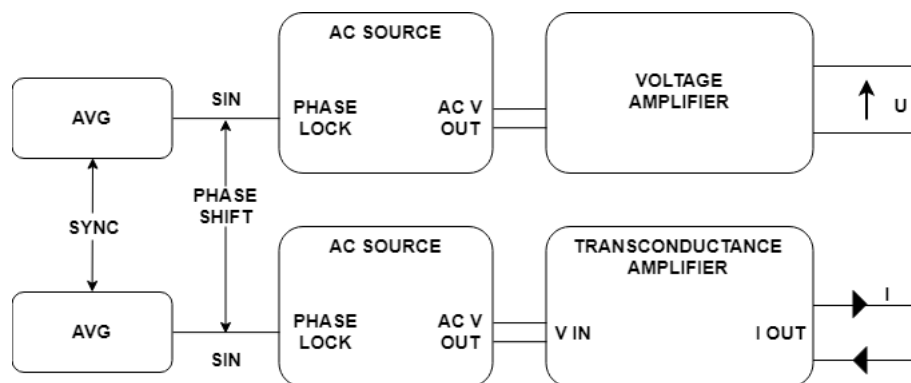 AC SOURCE
AVG
SIN
PHASE
LOCK
AC V
OUT
VOLTAGE
AMPLIFIER
U
SYNC
PHASE
SHIFT
AC SOURCE
AVG
SIN
PHASE
LOCK
AC V
OUT
TRANSCONDUCTANCE
AMPLIFIER
V IN
I OUT
I